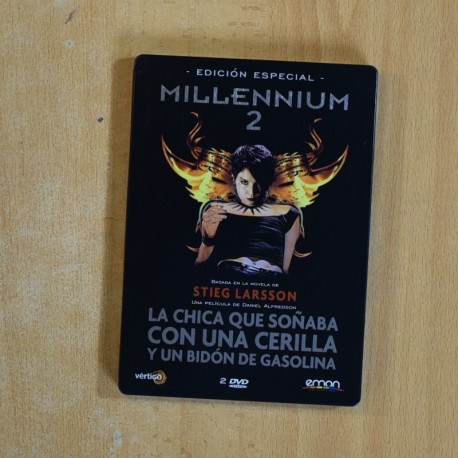 - EDICIÓN ESPECIAL -
MILLENNIUM
2
BASADA EN LA NOVELA DE
STIEG LARSSON
UNA PELÍCULA DE DANIEL ALFREDSON
LA CHICA QUE SOÑABA
CON UNA CERILLA
Y UN BIDÓN DE GASOLINA
vértigo
2 DVD
emon